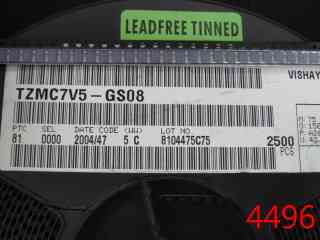 LEADFREE TINNED
VISHAY
TZMC7V5-GS08
PTC SEL DATE CODE (WW) LOT NO.
81 0000 2004/47 5 C 8104475C75 2500
PCS
4496